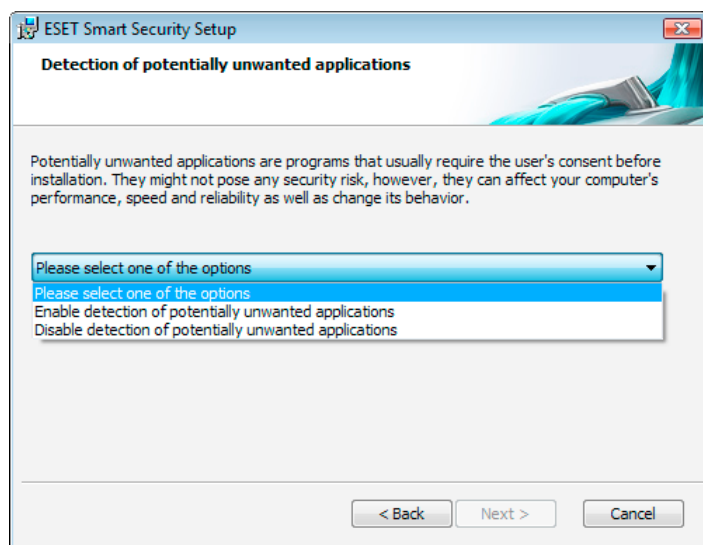 ESET Smart Security Setup
Detection of potentially unwanted applications
Potentially unwanted applications are programs that usually require the user's consent before
installation. They might not pose any security risk, however, they can affect your computer's
performance, speed and reliability as well as change its behavior.
Please select one of the options
Please select one of the options
Enable detection of potentially unwanted applications
Disable detection of potentially unwanted applications
< Back Next > Cancel